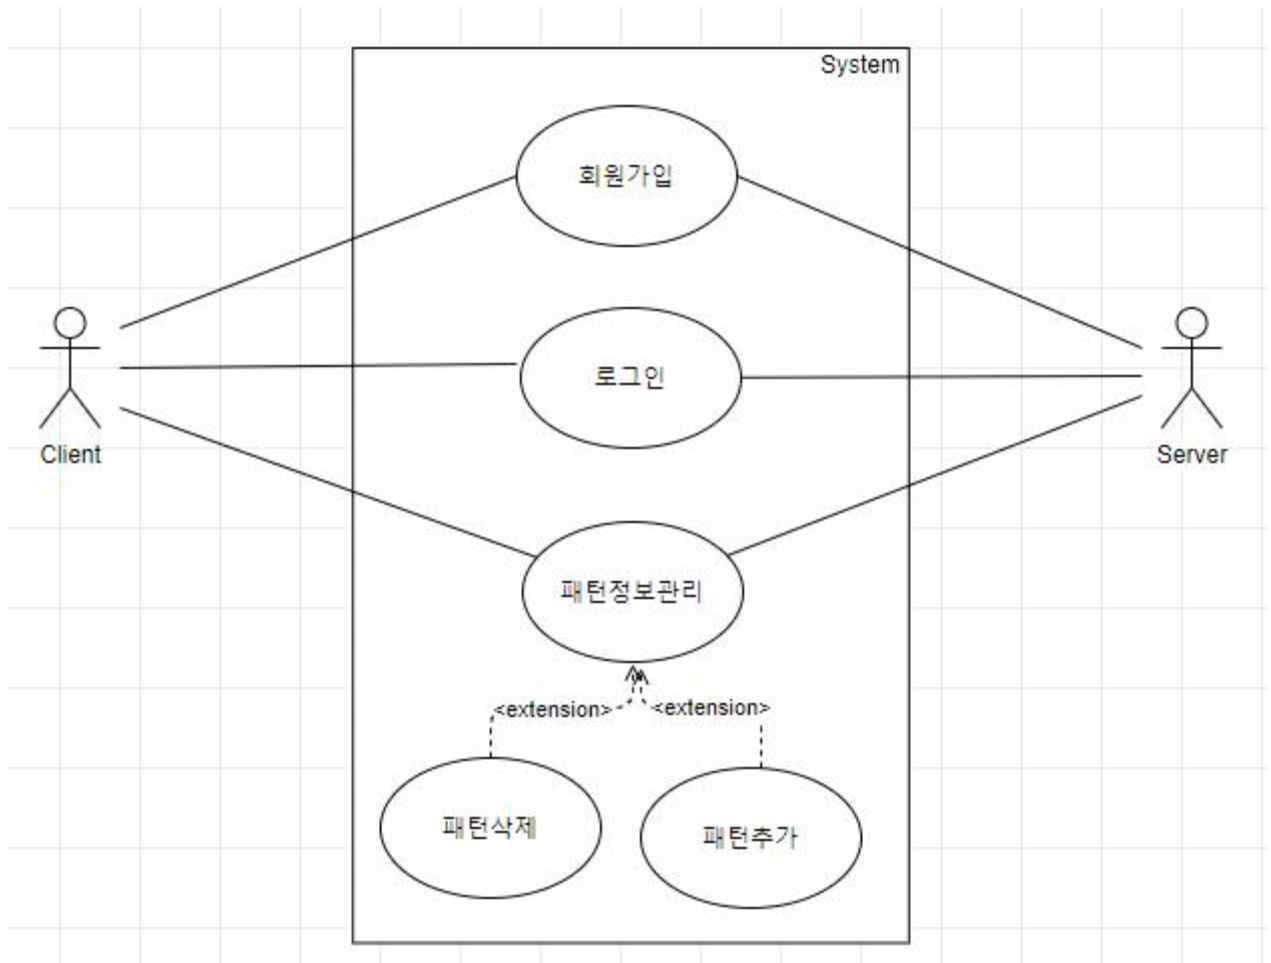 System
회원가입
로그인
Client
Server
패턴정보관리
<extension>
<extension>
패턴삭제
패턴추가